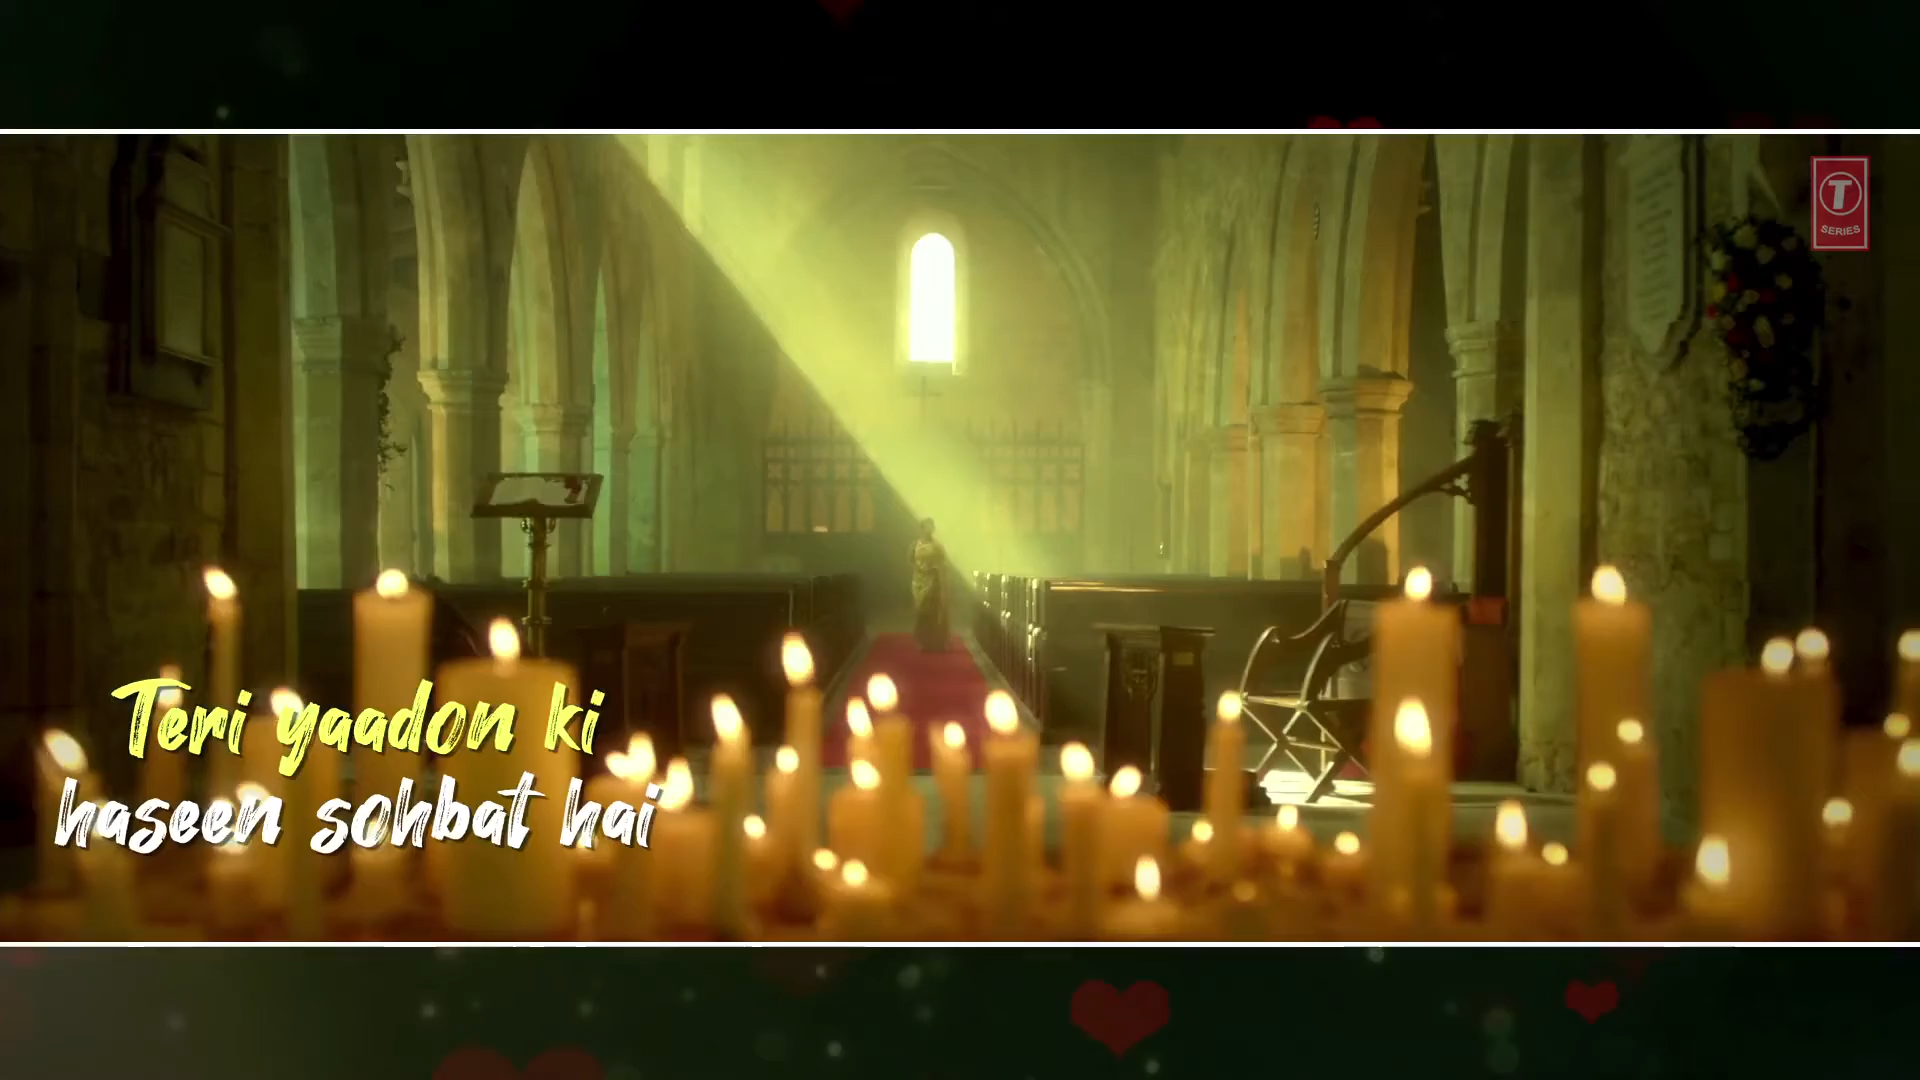 T
SERIES
Teri yaadon ki
haseen sohbat hai